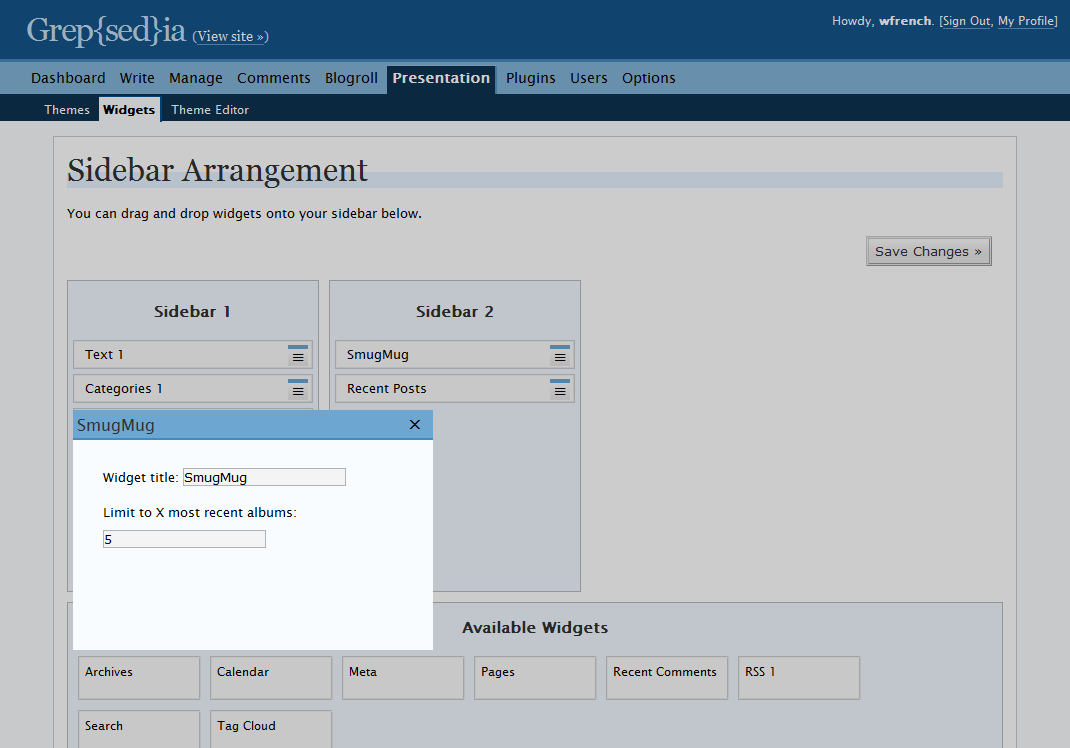 Grep{sed}ia (View site »)
Howdy, wfrench. [Sign Out, My Profile]
Dashboard Write Manage Comments Blogroll Presentation Plugins Users Options
Themes Widgets Theme Editor
Sidebar Arrangement
You can drag and drop widgets onto your sidebar below.
Save Changes »
Sidebar 1
Text 1
Categories 1
Sidebar 2
SmugMug
Recent Posts
SmugMug
Widget title: SmugMug
Limit to X most recent albums:
5
Available Widgets
Archives Calendar Meta Pages Recent Comments RSS 1
Search Tag Cloud